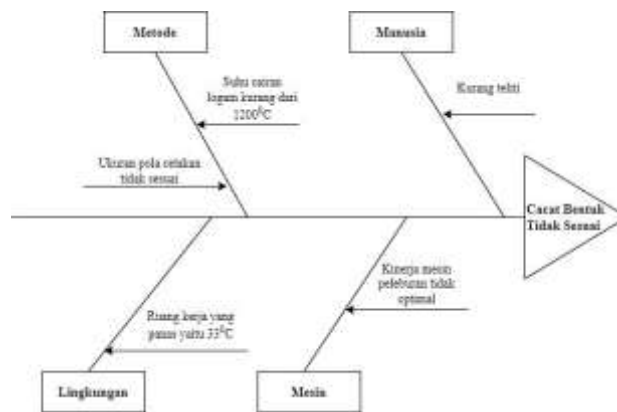 Metode
Manusia
Suhu cairan
logam kurang dari
1200⁰C
Kurang teliti
Ukuran pola cetakan
tidak sesuai
Cacat Bentuk
Tidak Sesuai
Kinerja mesin
peleburan tidak
optimal
Ruang kerja yang
panas yaitu 33⁰C
Lingkungan
Mesin